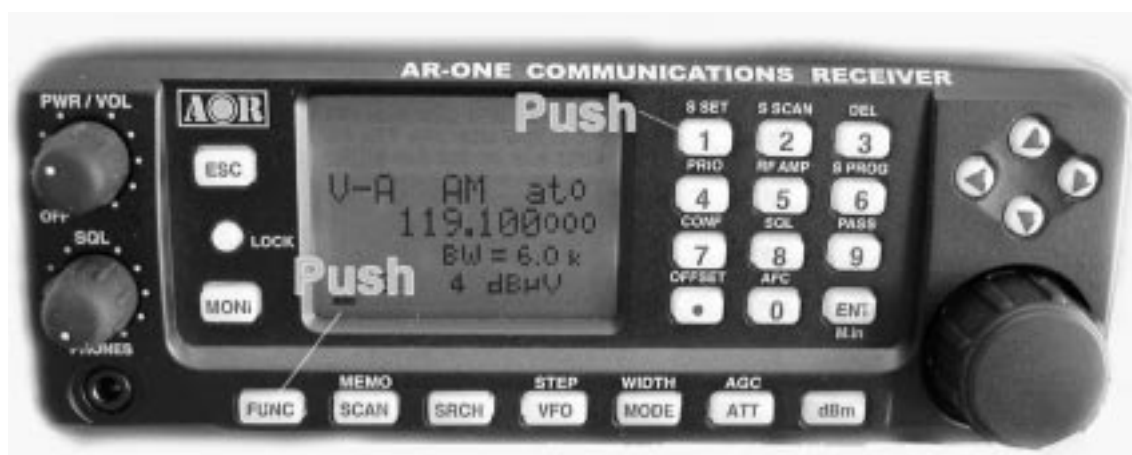 AR-ONE COMMUNICATIONS RECEIVER
PWR / VOL
AOR
Push
S SET S SCAN DEL
1 2 3
ESC
PRIO RF AMP S PROG
V-A AM ato
4 5 6
OFF
119.100000
CONF SQL PASS
SQL
LOCK
BW = 6.0 k
7 8 9
Push
4 dBµV
OFFSET AFC
MONi
• 0 ENT
M.in
PHONES
MEMO STEP WIDTH AGC
FUNC SCAN SRCH VFO MODE ATT dBm